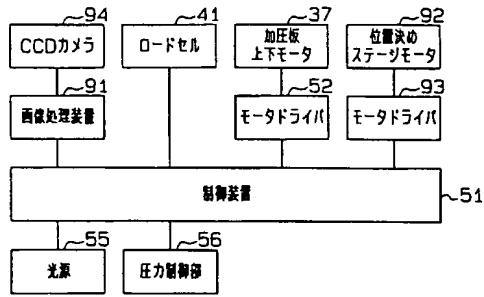 94
41
37
92
CCDカメラ
ロードセル
加圧板
上下モータ
位置決め
ステージモータ
91
52
93
画像処理装置
モータドライバ
モータドライバ
制御装置
51
55
56
光源
圧力制御部